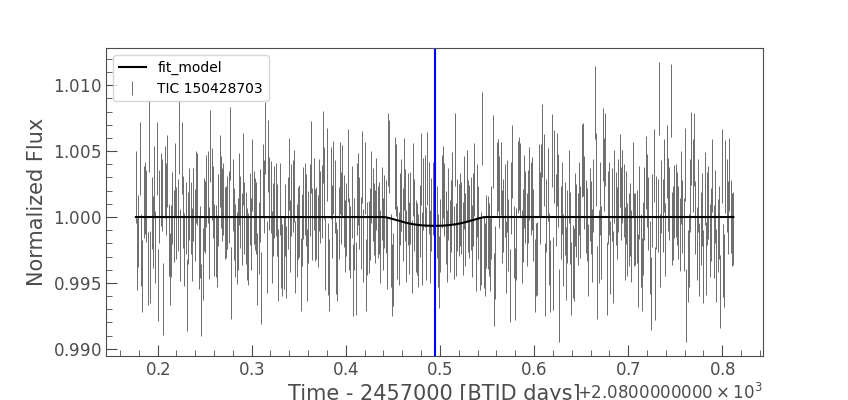 fit_model
TIC 150428703
1.010
1.005
1.000
0.995
0.990
Normalized Flux
0.2 0.3 0.4 0.5 0.6 0.7 0.8
Time - 2457000 [BTJD days]
+2.0800000000 × 10³